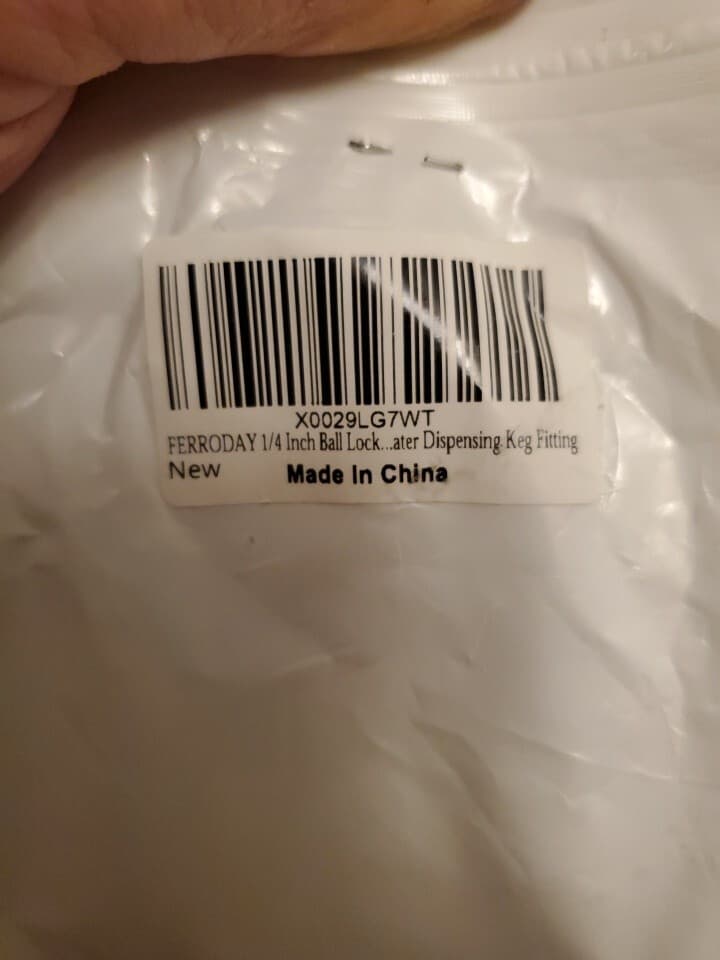 X0029LG7WT
FERRODAY 1/4 Inch Ball Lock...ater Dispensing Keg Fitting
New
Made In China